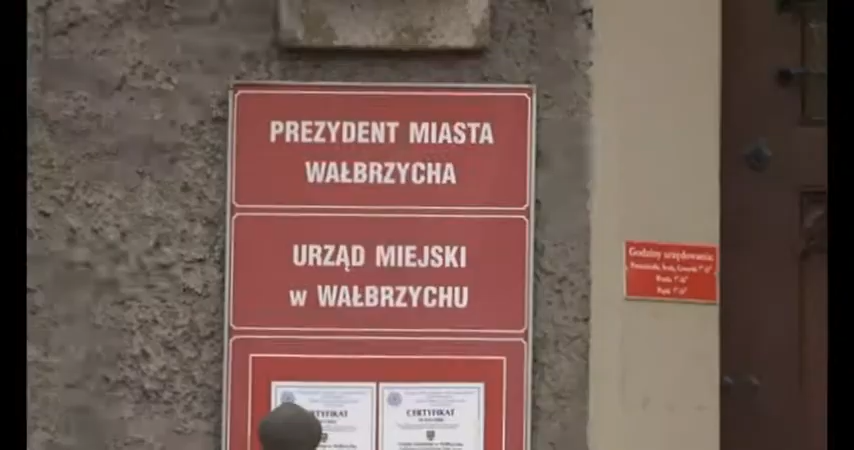 PREZYDENT MIASTA
WAŁBRZYCHA
URZĄD MIEJSKI
w WAŁBRZYCHU
Godziny urzędowania:
CERTYFIKAT
CERTYFIKAT